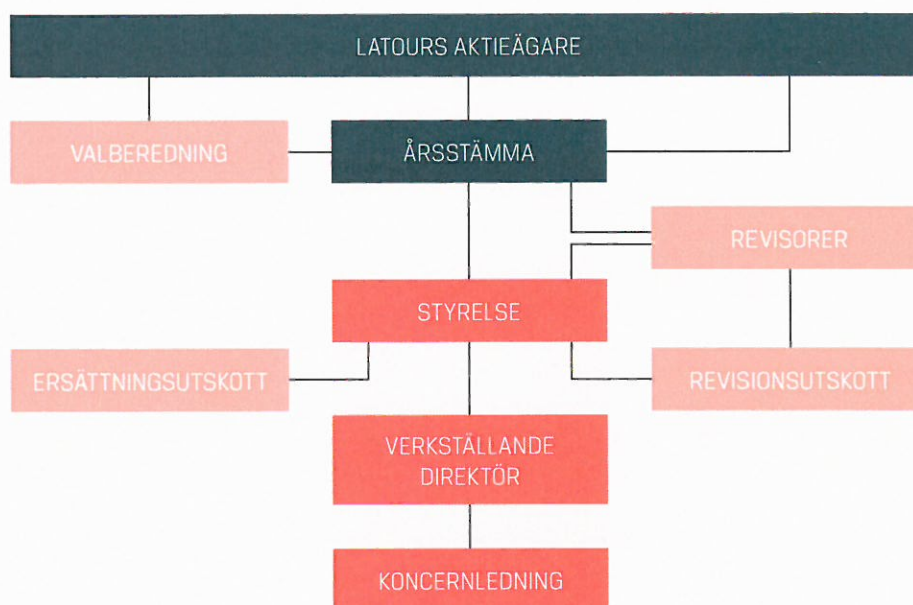 LATOURS AKTIEÄGARE
VALBEREDNING
ÅRSSTÄMMA
REVISORER
STYRELSE
ERSÄTTNINGSUTSKOTT
REVISIONSUTSKOTT
VERKSTÄLLANDE
DIREKTÖR
KONCERNLEDNING